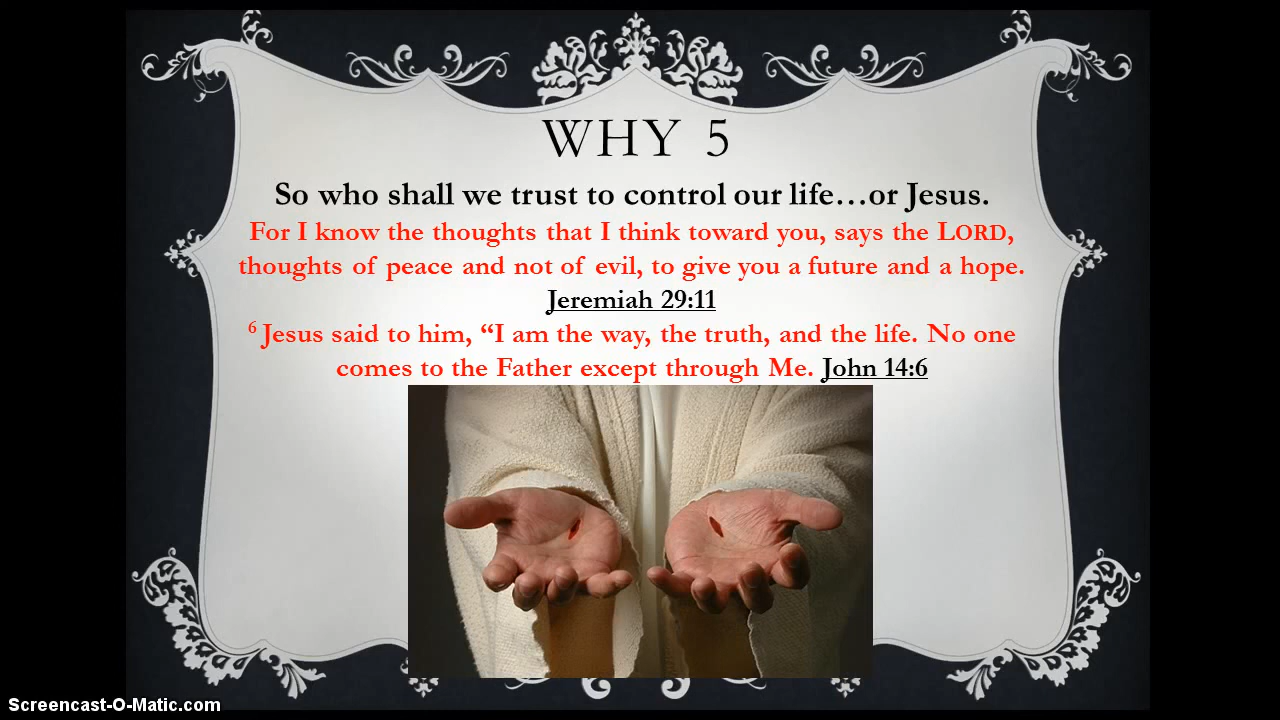 WHY 5
So who shall we trust to control our life…or Jesus.
For I know the thoughts that I think toward you, says the LORD,
thoughts of peace and not of evil, to give you a future and a hope.
Jeremiah 29:11
6 Jesus said to him, “I am the way, the truth, and the life. No one
comes to the Father except through Me. John 14:6
Screencast-O-Matic.com